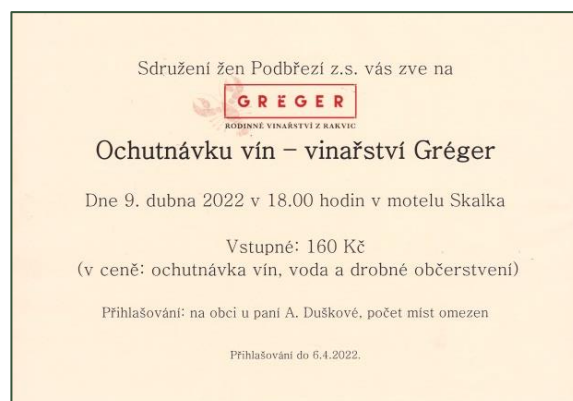 Sdružení žen Podbřezí z.s. vás zve na
GRĚGER
RODINNÉ VINAŘSTVÍ Z RAKVIC
Ochutnávku vín – vinařství Gréger
Dne 9. dubna 2022 v 18.00 hodin v motelu Skalka
Vstupné: 160 Kč
(v ceně: ochutnávka vín, voda a drobné občerstvení)
Přihlašování: na obci u paní A. Duškové, počet míst omezen
Přihlašování do 6.4.2022.